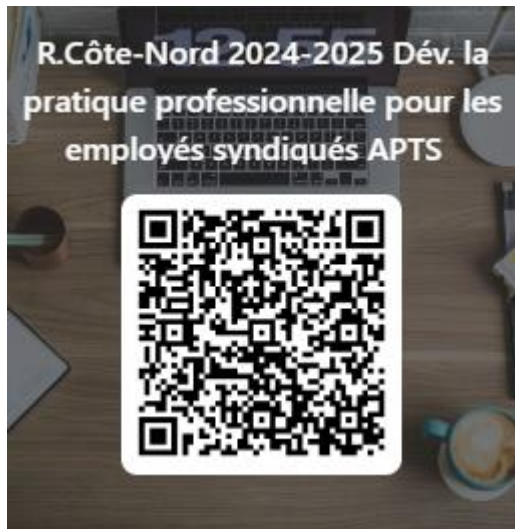 R.Côte-Nord 2024-2025 Dév. la
pratique professionnelle pour les
employés syndiqués APTS